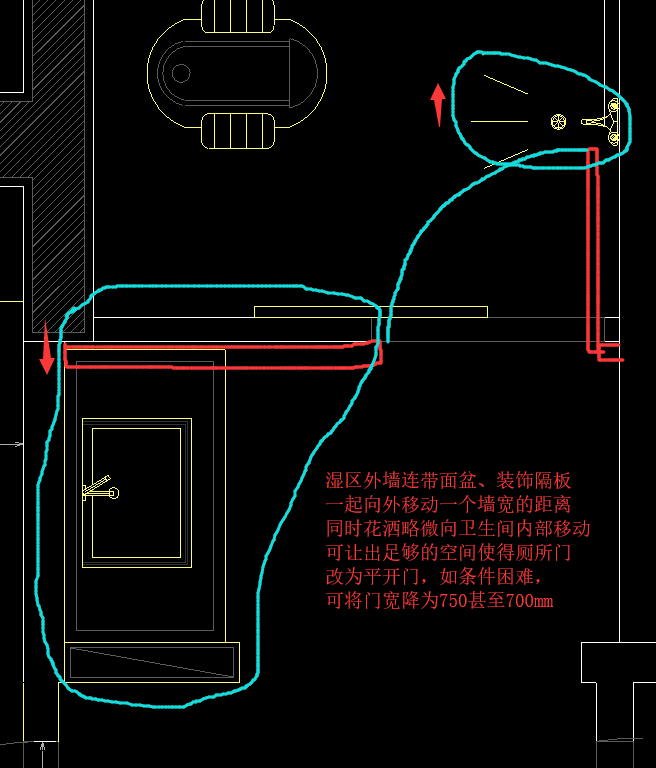 湿区外墙连带面盆、装饰隔板
一起向外移动一个墙宽的距离
同时花洒略微向卫生间内部移动
可让出足够的空间使得厕所门
改为平开门，如条件困难，
可将门宽降为750甚至700mm